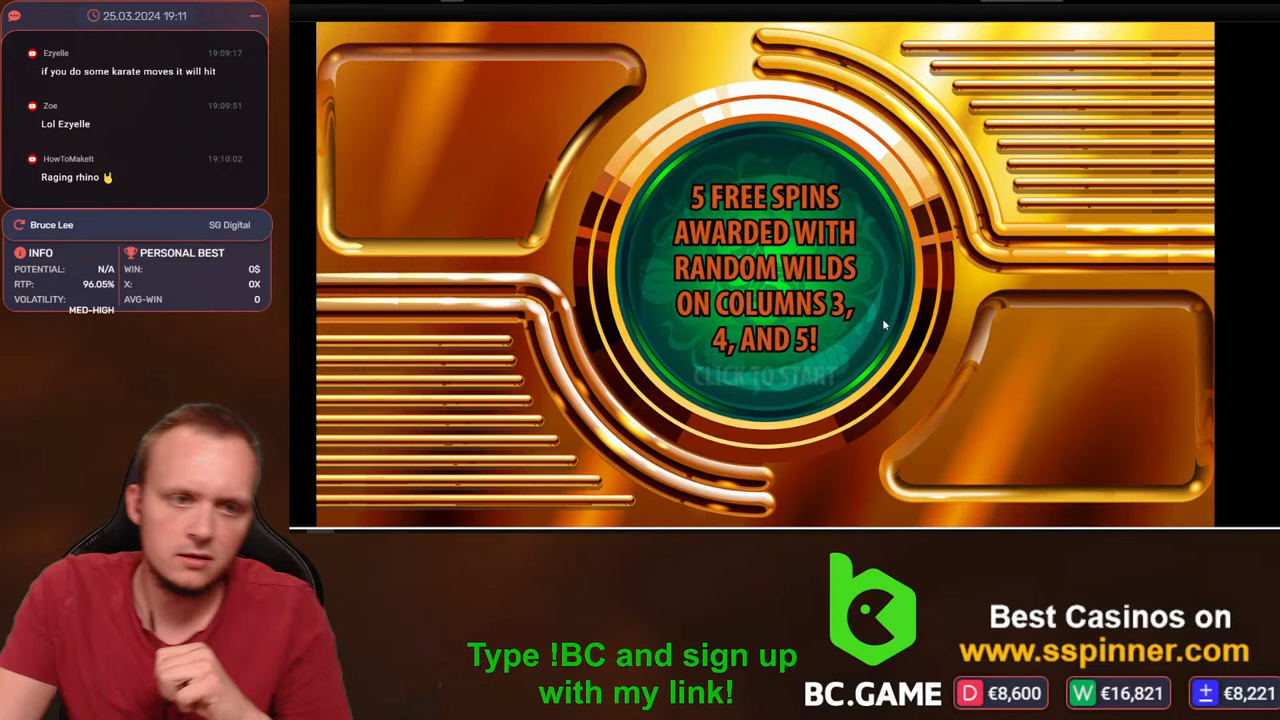 25.03.2024 19:11
Ezyelle 19:09:17
if you do some karate moves it will hit
Zoe 19:09:51
Lol Ezyelle
HowToMakeIt 19:10:02
Raging rhino 🤘
Bruce Lee SG Digital
INFO PERSONAL BEST
POTENTIAL: N/A WIN: 0$
RTP: 96.05% X: 0X
VOLATILITY: MED-HIGH AVG-WIN 0
5 FREE SPINS
AWARDED WITH
RANDOM WILDS
ON COLUMNS 3,
4, AND 5!
CLICK TO START
Type !BC and sign up
with my link!
BC.GAME
Best Casinos on
www.sspinner.com
D €8,600 W €16,821 ± €8,221